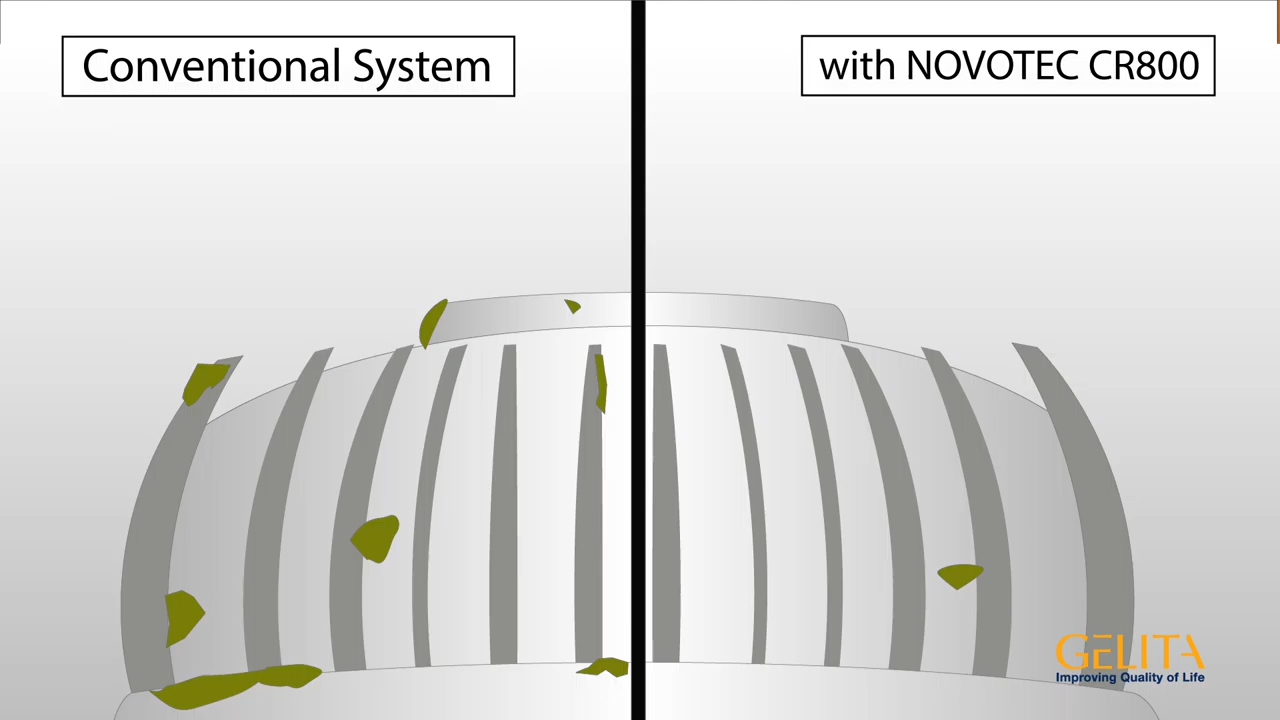 Conventional System
with NOVOTEC CR800
GELITA
Improving Quality of Life